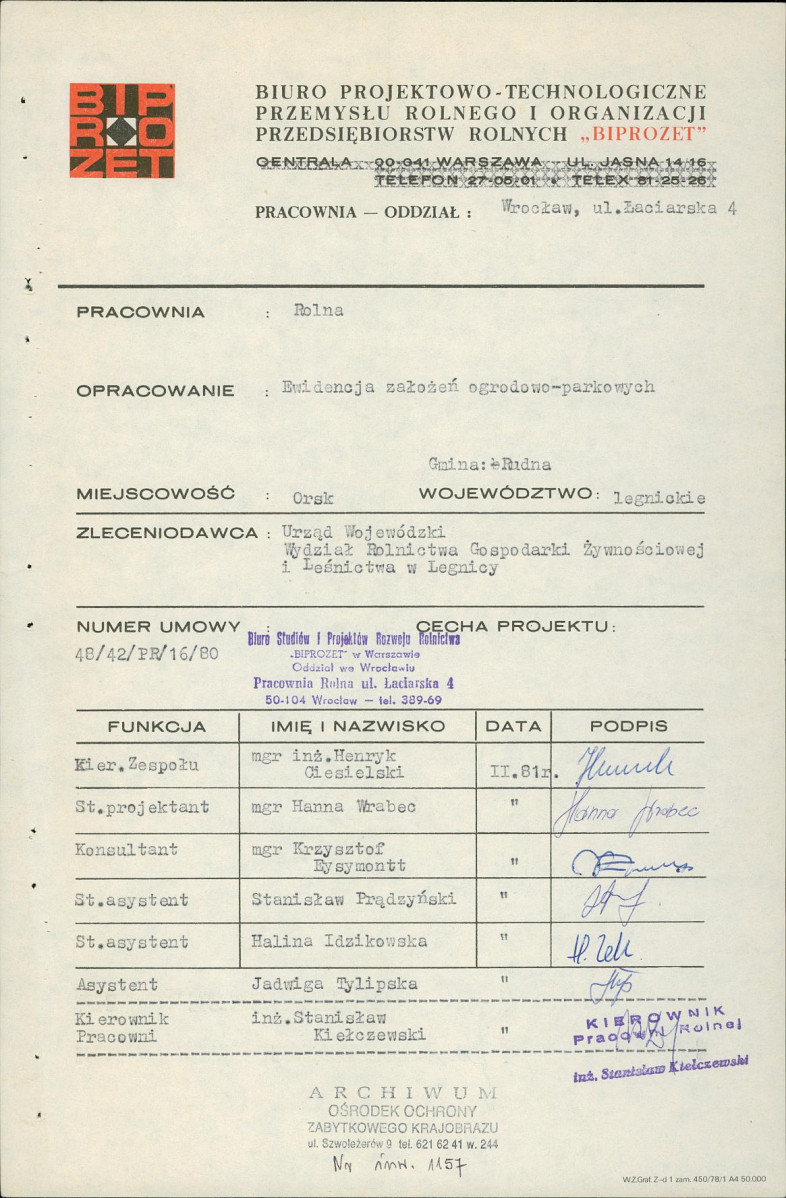 BIP
RO
ZET
BIURO PROJEKTOWO-TECHNOLOGICZNE
PRZEMYSŁU ROLNEGO I ORGANIZACJI
PRZEDSIĘBIORSTW ROLNYCH „BIPROZET”
CENTRALA 00-041 WARSZAWA - UL. JASNA 14/16
TELEFON 27-05-01 • TELEX 81-25-26
PRACOWNIA — ODDZIAŁ : Wrocław, ul.Łaciarska 4
PRACOWNIA : Rolna
OPRACOWANIE : Ewidencja założeń ogrodowo-parkowych
Gmina: Rudna
MIEJSCOWOŚĆ : Orsk WOJEWÓDZTWO: legnickie
ZLECENIODAWCA : Urząd Wojewódzki
Wydział Rolnictwa Gospodarki Żywnościowej
i Leśnictwa w Legnicy
NUMER UMOWY : CECHA PROJEKTU:
48/42/PR/16/80
Biuro Studiów i Projektów Rozwoju Rolnictwa
„BIPROZET" w Warszawie
Oddział we Wrocławiu
Pracownia Rolna ul. Łaciarska 4
50-104 Wrocław — tel. 389-69
FUNKCJA IMIĘ I NAZWISKO DATA PODPIS
Kier.Zespołu mgr inż.Henryk
Ciesielski II.81r.
St.projektant mgr Hanna Wrabec " Hanna Wrabec
Konsultant mgr Krzysztof
Eysymontt "
St.asystent Stanisław Prądzyński "
St.asystent Halina Idzikowska "
Asystent Jadwiga Tylipska "
Kierownik inż.Stanisław
Pracowni Kiełczewski "
KIEROWNIK
Pracowni Rolnej
inż. Stanisław Kiełczewski
ARCHIWUM
OŚRODEK OCHRONY
ZABYTKOWEGO KRAJOBRAZU
ul. Szwoleżerów 9 tel. 621 62 41 w. 244
Nr inw. 1157
W.Z.Graf. Z-d 1 zam. 450/78/1 A4 50.000